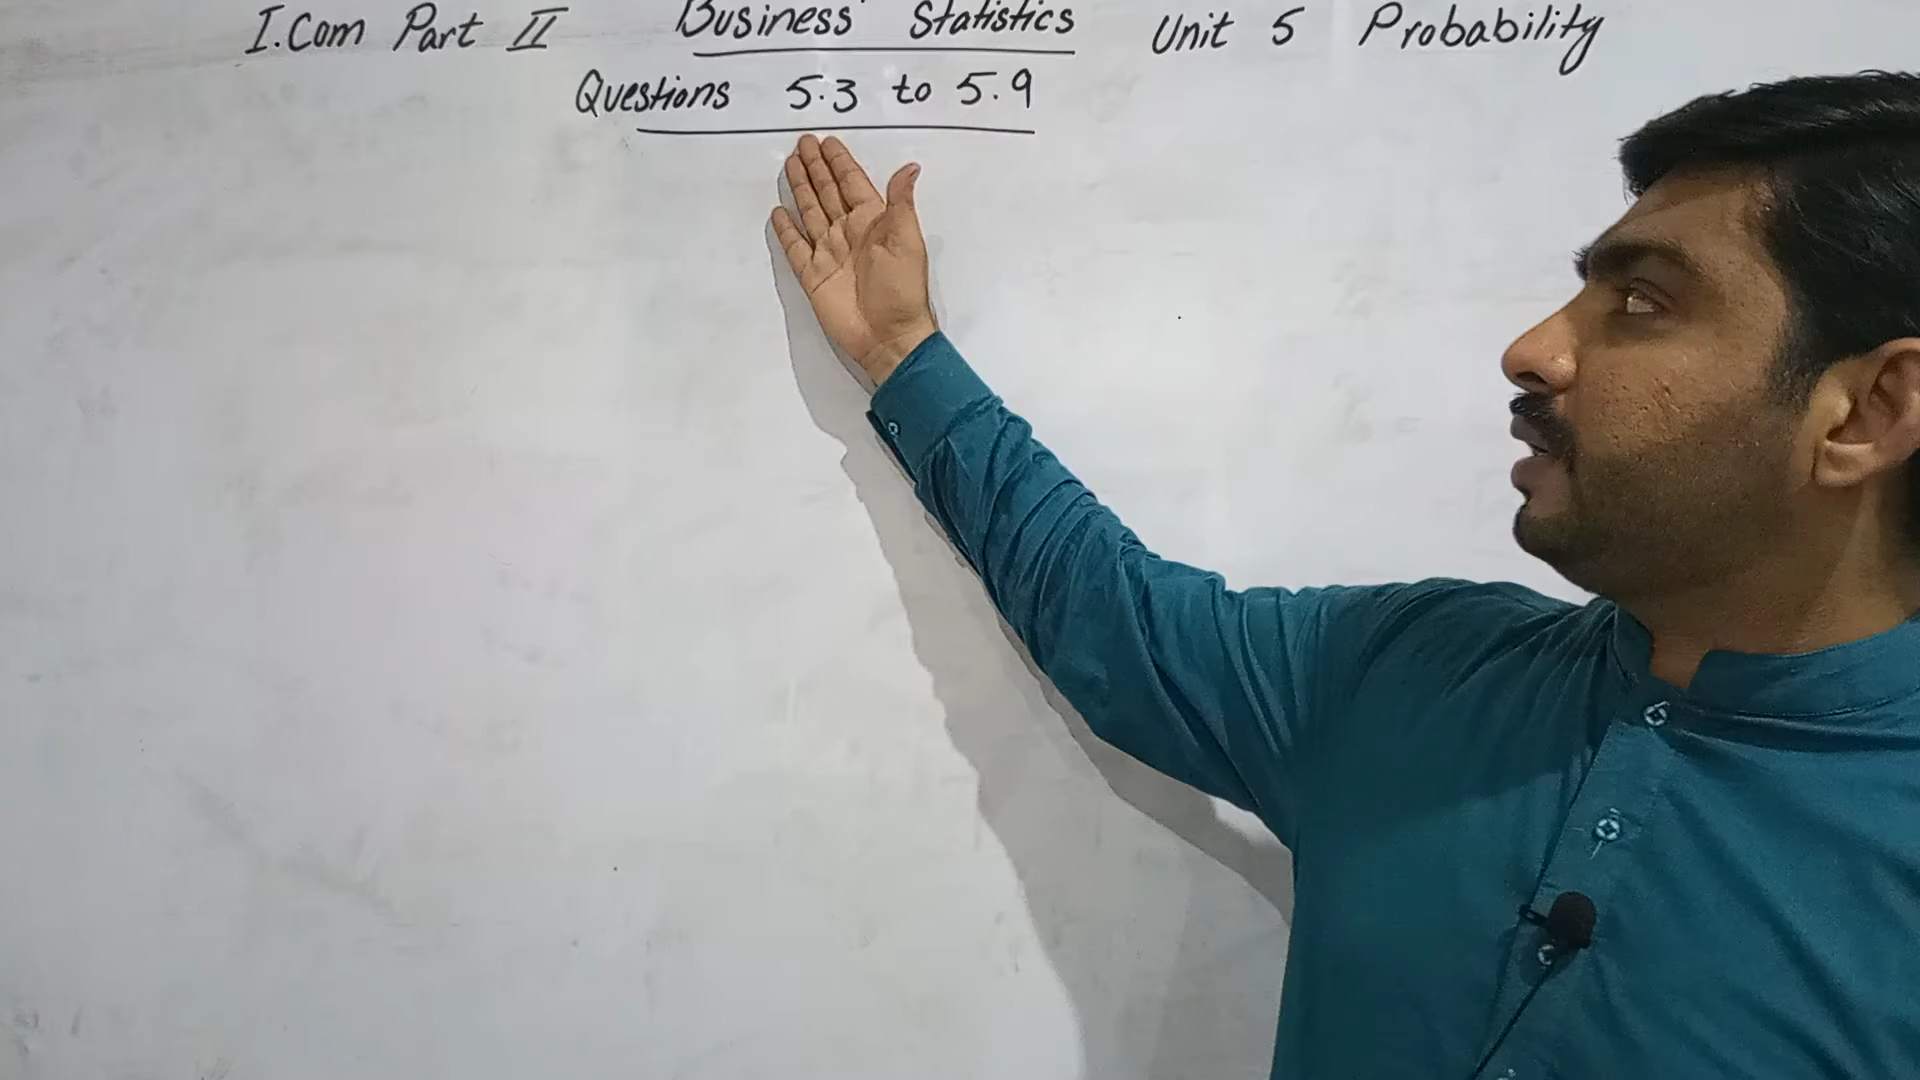 I.Com Part II Business Statistics Unit 5 Probability
Questions 5.3 to 5.9